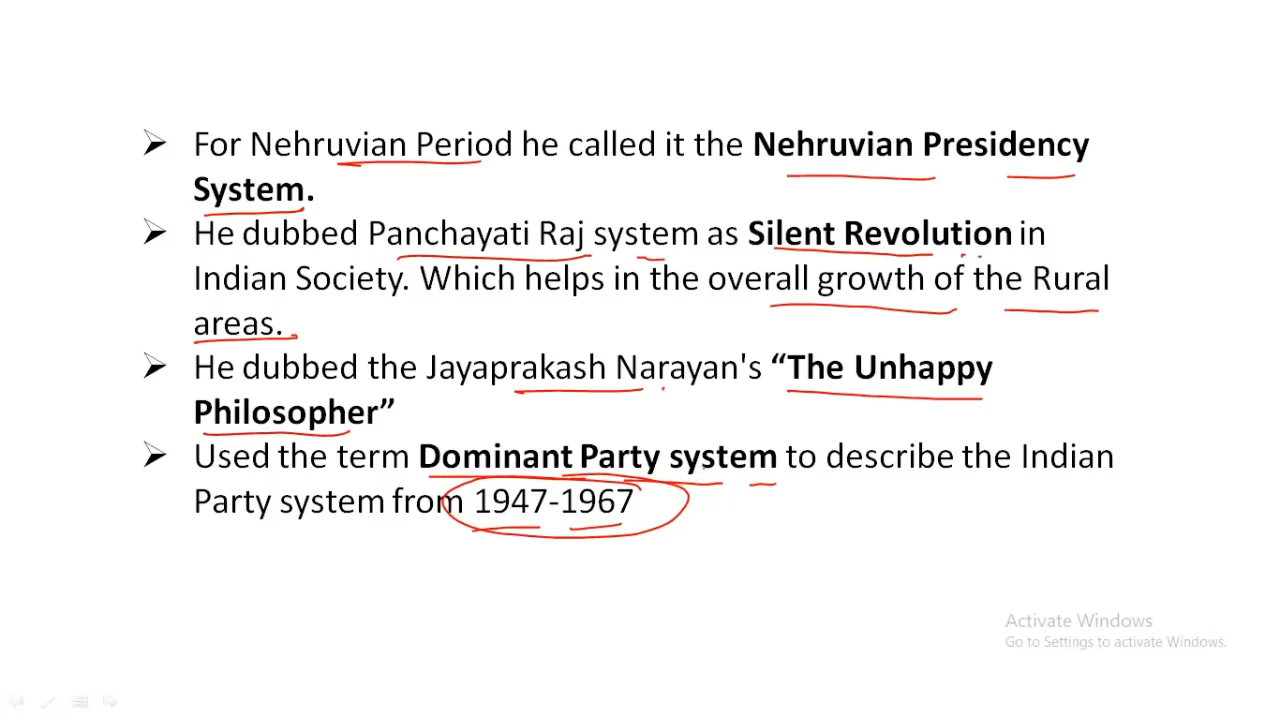 ➢ For Nehruvian Period he called it the Nehruvian Presidency
System.
➢ He dubbed Panchayati Raj system as Silent Revolution in
Indian Society. Which helps in the overall growth of the Rural
areas.
➢ He dubbed the Jayaprakash Narayan's “The Unhappy
Philosopher”
➢ Used the term Dominant Party system to describe the Indian
Party system from 1947-1967
Activate Windows
Go to Settings to activate Windows.